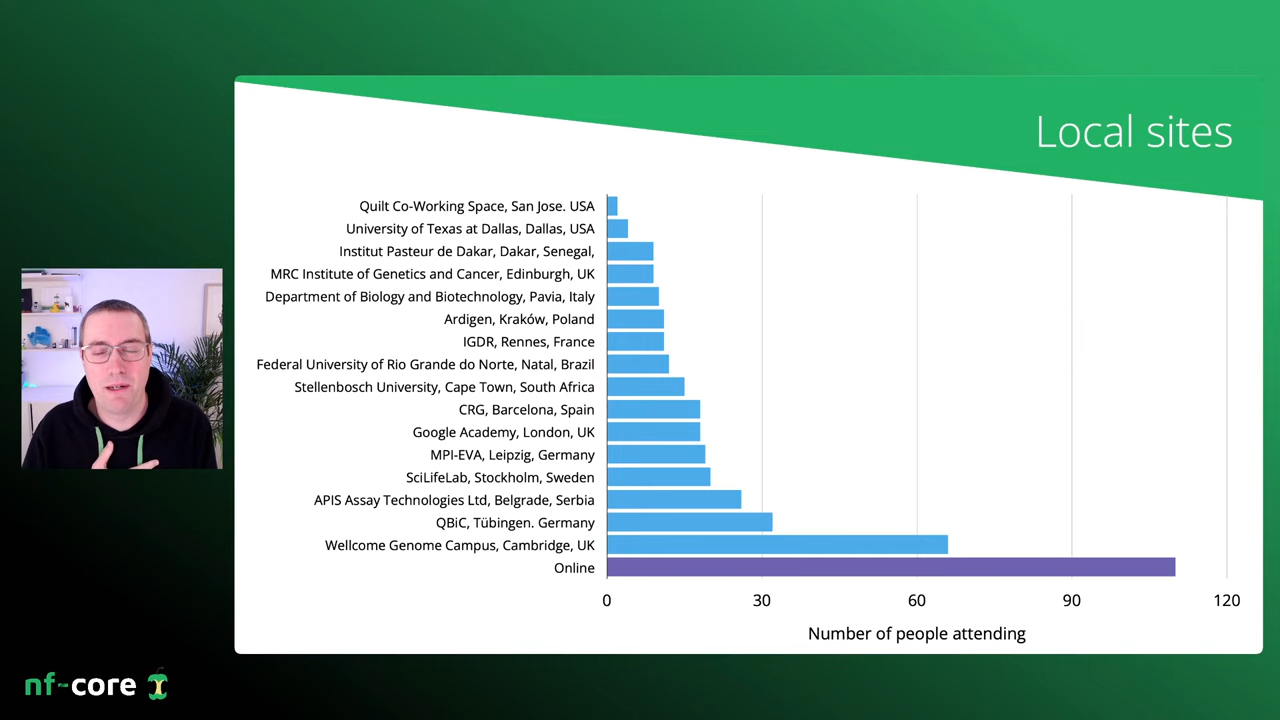 Local sites
Quilt Co-Working Space, San Jose. USA
University of Texas at Dallas, Dallas, USA
Institut Pasteur de Dakar, Dakar, Senegal,
MRC Institute of Genetics and Cancer, Edinburgh, UK
Department of Biology and Biotechnology, Pavia, Italy
Ardigen, Kraków, Poland
IGDR, Rennes, France
Federal University of Rio Grande do Norte, Natal, Brazil
Stellenbosch University, Cape Town, South Africa
CRG, Barcelona, Spain
Google Academy, London, UK
MPI-EVA, Leipzig, Germany
SciLifeLab, Stockholm, Sweden
APIS Assay Technologies Ltd, Belgrade, Serbia
QBiC, Tübingen. Germany
Wellcome Genome Campus, Cambridge, UK
Online
0 30 60 90 120
Number of people attending
nf-core